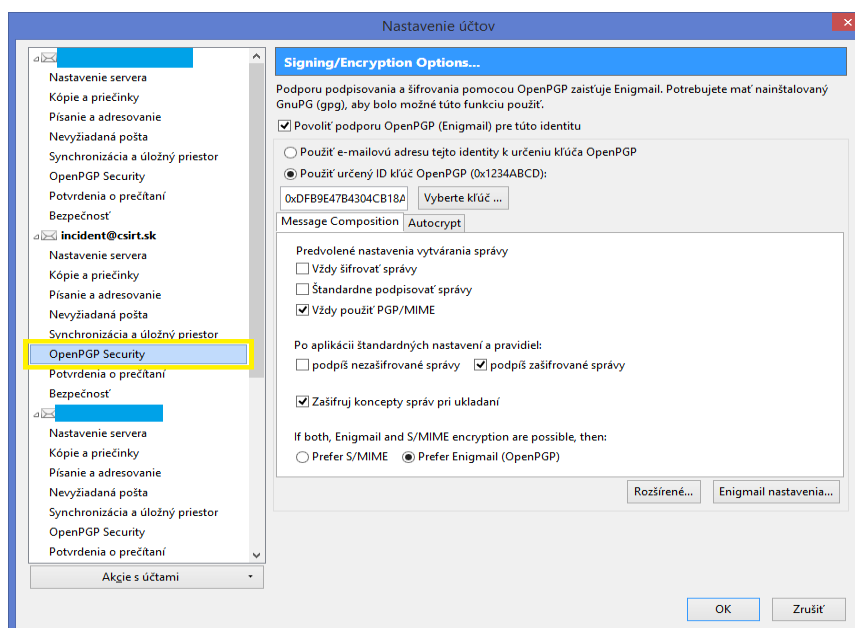 Nastavenie účtov
Nastavenie servera
Kópie a priečinky
Písanie a adresovanie
Nevyžiadaná pošta
Synchronizácia a úložný priestor
OpenPGP Security
Potvrdenia o prečítaní
Bezpečnosť
incident@csirt.sk
Nastavenie servera
Kópie a priečinky
Písanie a adresovanie
Nevyžiadaná pošta
Synchronizácia a úložný priestor
OpenPGP Security
Potvrdenia o prečítaní
Bezpečnosť
Nastavenie servera
Kópie a priečinky
Písanie a adresovanie
Nevyžiadaná pošta
Synchronizácia a úložný priestor
OpenPGP Security
Potvrdenia o prečítaní
Akcie s účtami
Signing/Encryption Options...
Podporu podpisovania a šifrovania pomocou OpenPGP zaisťuje Enigmail. Potrebujete mať nainštalovaný
GnuPG (gpg), aby bolo možné túto funkciu použiť.
Povoliť podporu OpenPGP (Enigmail) pre túto identitu
Použiť e-mailovú adresu tejto identity k určeniu kľúča OpenPGP
Použiť určený ID kľúč OpenPGP (0x1234ABCD):
0xDFB9E47B4304CB18A Vyberte kľúč ...
Message Composition Autocrypt
Predvolené nastavenia vytvárania správy
Vždy šifrovať správy
Štandardne podpisovať správy
Vždy použiť PGP/MIME
Po aplikácii štandardných nastavení a pravidiel:
podpíš nezašifrované správy podpíš zašifrované správy
Zašifruj koncepty správ pri ukladaní
If both, Enigmail and S/MIME encryption are possible, then:
Prefer S/MIME Prefer Enigmail (OpenPGP)
Rozšírené... Enigmail nastavenia...
OK Zrušiť